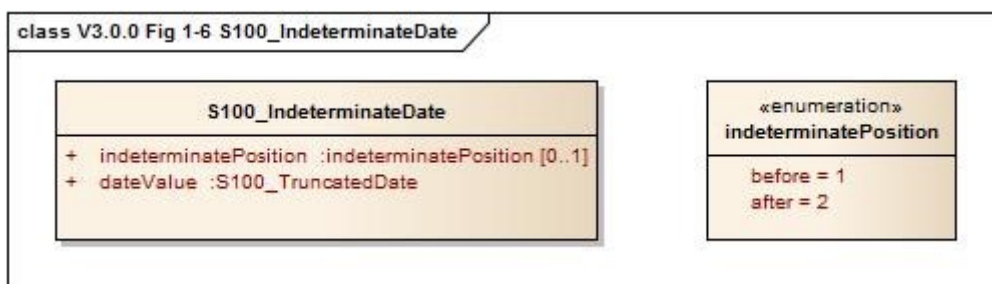 class V3.0.0 Fig 1-6 S100_IndeterminateDate
S100_IndeterminateDate
+ indeterminatePosition :indeterminatePosition [0..1]
+ dateValue :S100_TruncatedDate
«enumeration»
indeterminatePosition
before = 1
after = 2